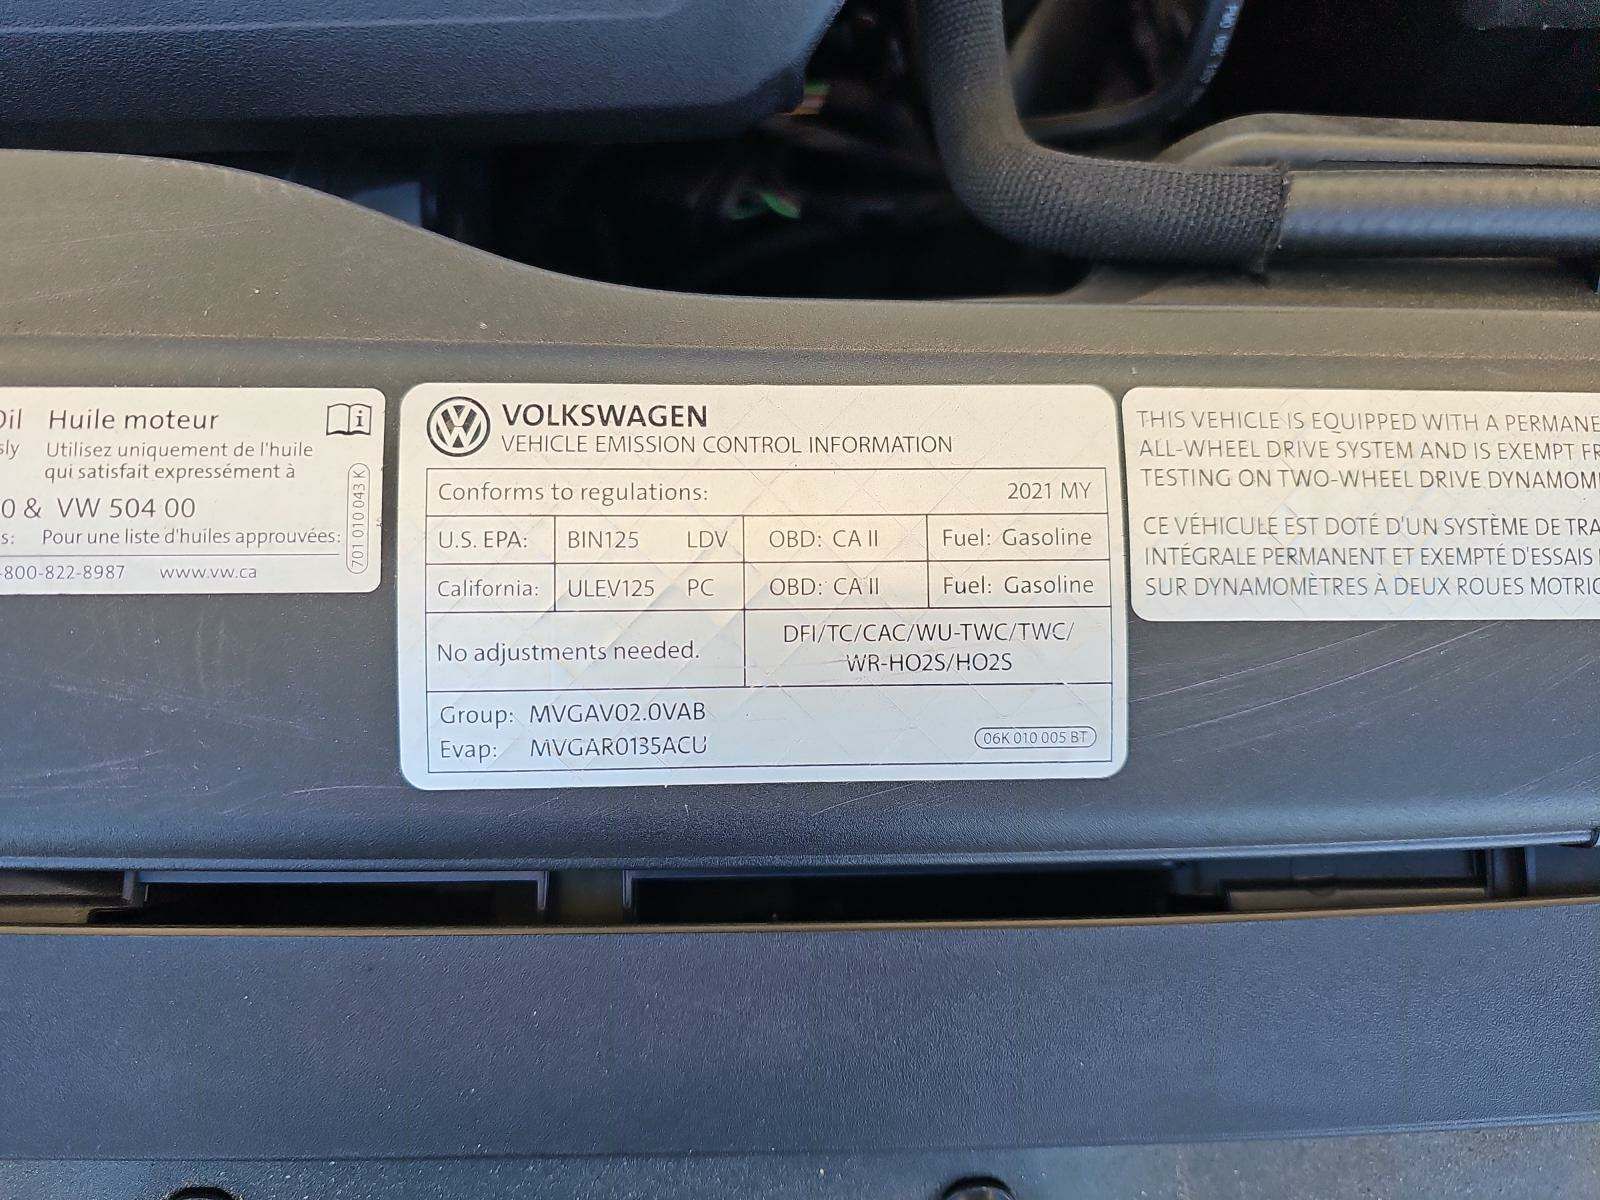 Oil Huile moteur
Utilisez uniquement de l'huile
qui satisfait expressément à
0 & VW 504 00
Pour une liste d'huiles approuvées:
-800-822-8987 www.vw.ca
701 010 043 K
VOLKSWAGEN
VEHICLE EMISSION CONTROL INFORMATION
Conforms to regulations: 2021 MY
U.S. EPA: BIN125 LDV OBD: CA II Fuel: Gasoline
California: ULEV125 PC OBD: CA II Fuel: Gasoline
No adjustments needed.
DFI/TC/CAC/WU-TWC/TWC/
WR-HO2S/HO2S
Group: MVGAV02.0VAB
Evap: MVGAR0135ACU
06K 010 005 BT
THIS VEHICLE IS EQUIPPED WITH A PERMANE
ALL-WHEEL DRIVE SYSTEM AND IS EXEMPT FR
TESTING ON TWO-WHEEL DRIVE DYNAMOM
CE VÉHICULE EST DOTÉ D'UN SYSTÈME DE TRA
INTÉGRALE PERMANENT ET EXEMPTÉ D'ESSAIS
SUR DYNAMOMÈTRES À DEUX ROUES MOTRIC